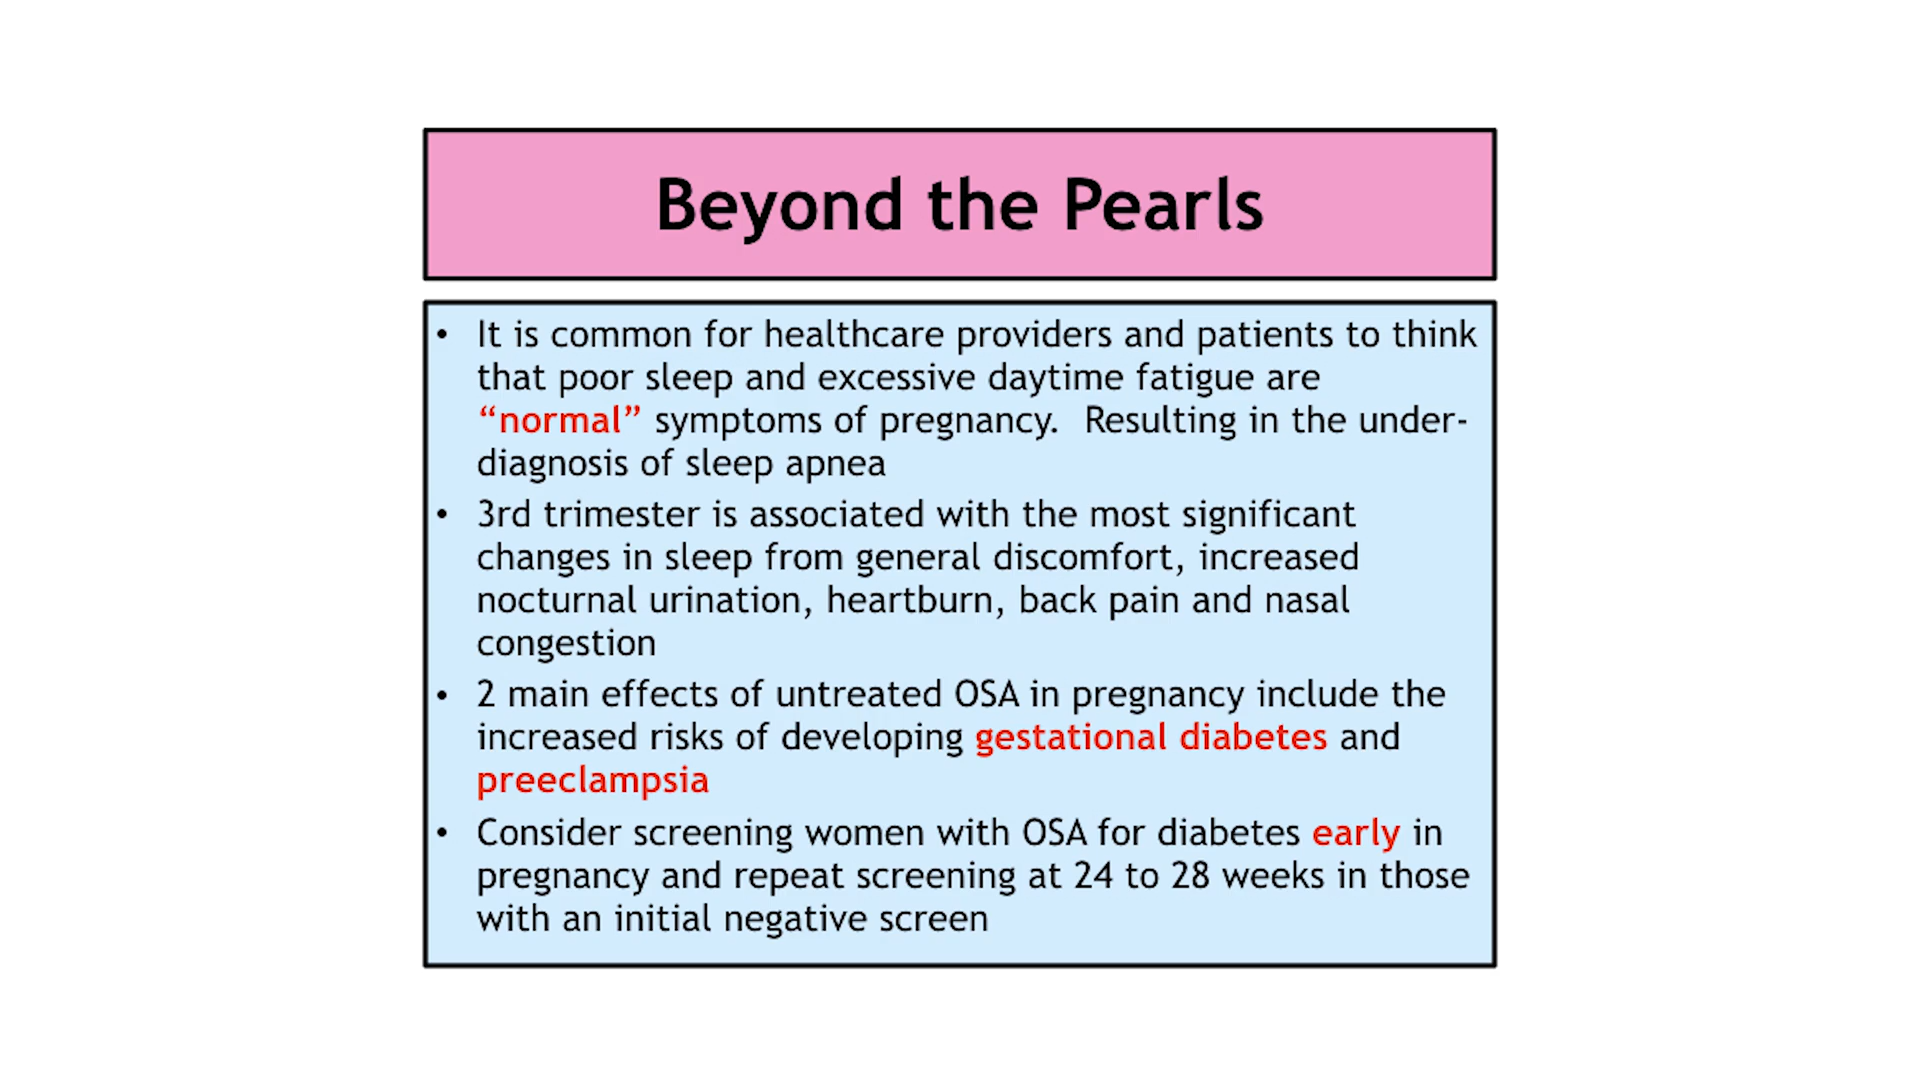 Beyond the Pearls
• It is common for healthcare providers and patients to think
that poor sleep and excessive daytime fatigue are
“normal” symptoms of pregnancy.  Resulting in the under-
diagnosis of sleep apnea
• 3rd trimester is associated with the most significant
changes in sleep from general discomfort, increased
nocturnal urination, heartburn, back pain and nasal
congestion
• 2 main effects of untreated OSA in pregnancy include the
increased risks of developing gestational diabetes and
preeclampsia
• Consider screening women with OSA for diabetes early in
pregnancy and repeat screening at 24 to 28 weeks in those
with an initial negative screen